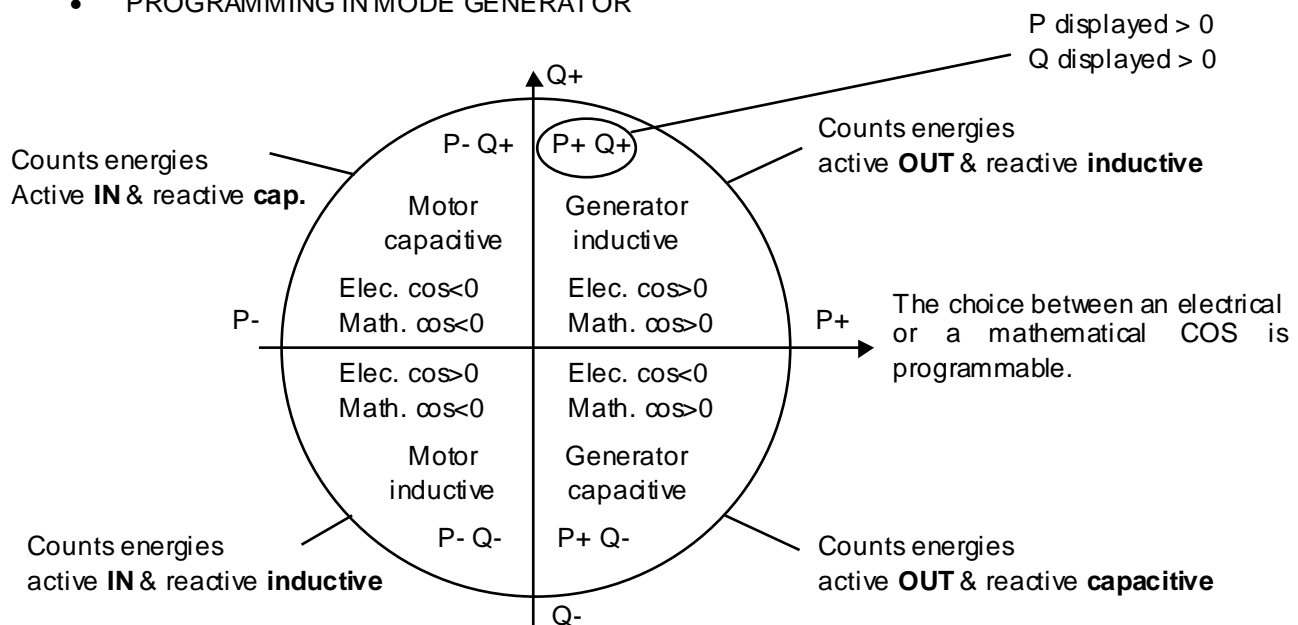 • PROGRAMMING IN MODE GENERATOR
P displayed > 0
Q displayed > 0
Q+
P- Q+
P+ Q+
Counts energies
Active IN & reactive cap.
Counts energies
active OUT & reactive inductive
Motor
capacitive
Generator
inductive
Elec. cos<0
Math. cos<0
Elec. cos>0
Math. cos>0
P-
P+
The choice between an electrical
or a mathematical COS is
programmable.
Elec. cos>0
Math. cos<0
Elec. cos<0
Math. cos>0
Motor
inductive
Generator
capacitive
P- Q-
P+ Q-
Counts energies
active IN & reactive inductive
Counts energies
active OUT & reactive capacitive
Q-